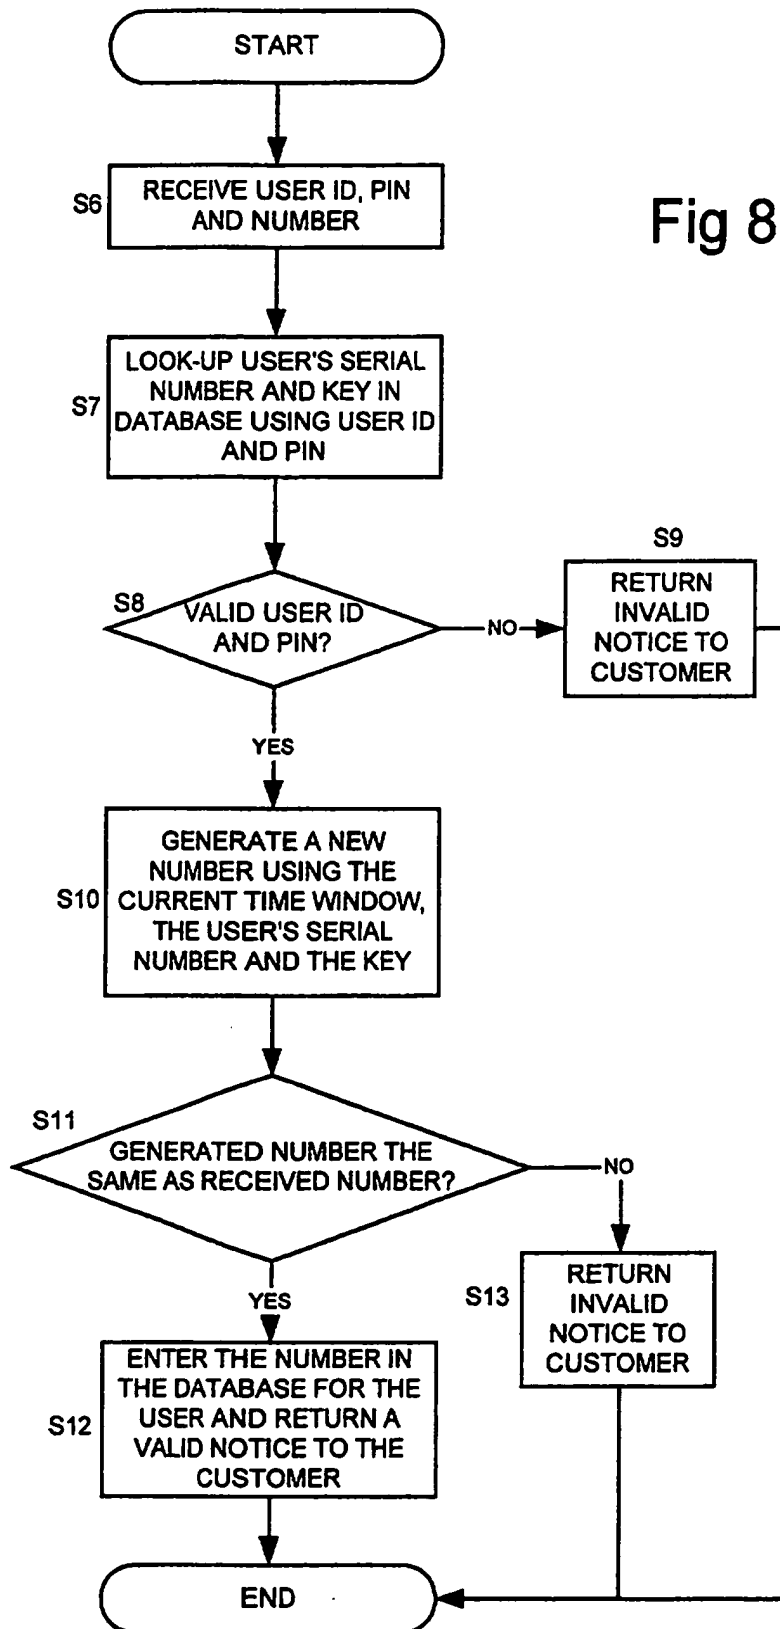 START
S6
RECEIVE USER ID, PIN
AND NUMBER
Fig 8
S7
LOOK-UP USER'S SERIAL
NUMBER AND KEY IN
DATABASE USING USER ID
AND PIN
S8
VALID USER ID
AND PIN?
NO
S9
RETURN
INVALID
NOTICE TO
CUSTOMER
YES
S10
GENERATE A NEW
NUMBER USING THE
CURRENT TIME WINDOW,
THE USER'S SERIAL
NUMBER AND THE KEY
S11
GENERATED NUMBER THE
SAME AS RECEIVED NUMBER?
NO
S13
RETURN
INVALID
NOTICE TO
CUSTOMER
YES
S12
ENTER THE NUMBER IN
THE DATABASE FOR THE
USER AND RETURN A
VALID NOTICE TO THE
CUSTOMER
END